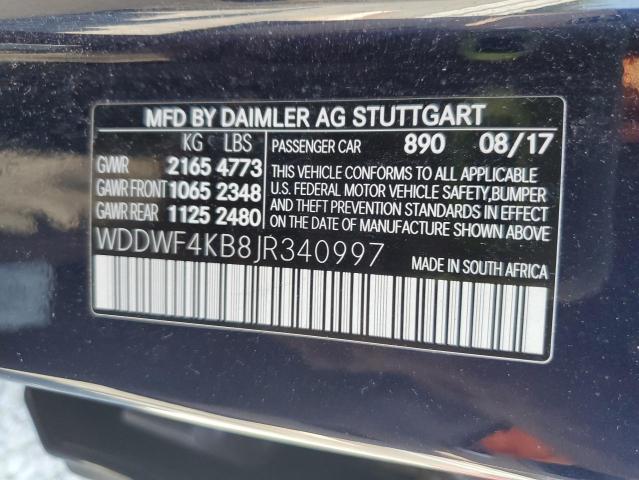 MFD BY DAIMLER AG STUTTGART
KG LBS PASSENGER CAR 890 08/17
GVWR 2165 4773
GAWR FRONT 1065 2348
GAWR REAR 1125 2480
THIS VEHICLE CONFORMS TO ALL APPLICABLE
U.S. FEDERAL MOTOR VEHICLE SAFETY,BUMPER
AND THEFT PREVENTION STANDARDS IN EFFECT
ON THE DATE OF MANUFACTURE SHOWN ABOVE.
WDDWF4KB8JR340997 MADE IN SOUTH AFRICA